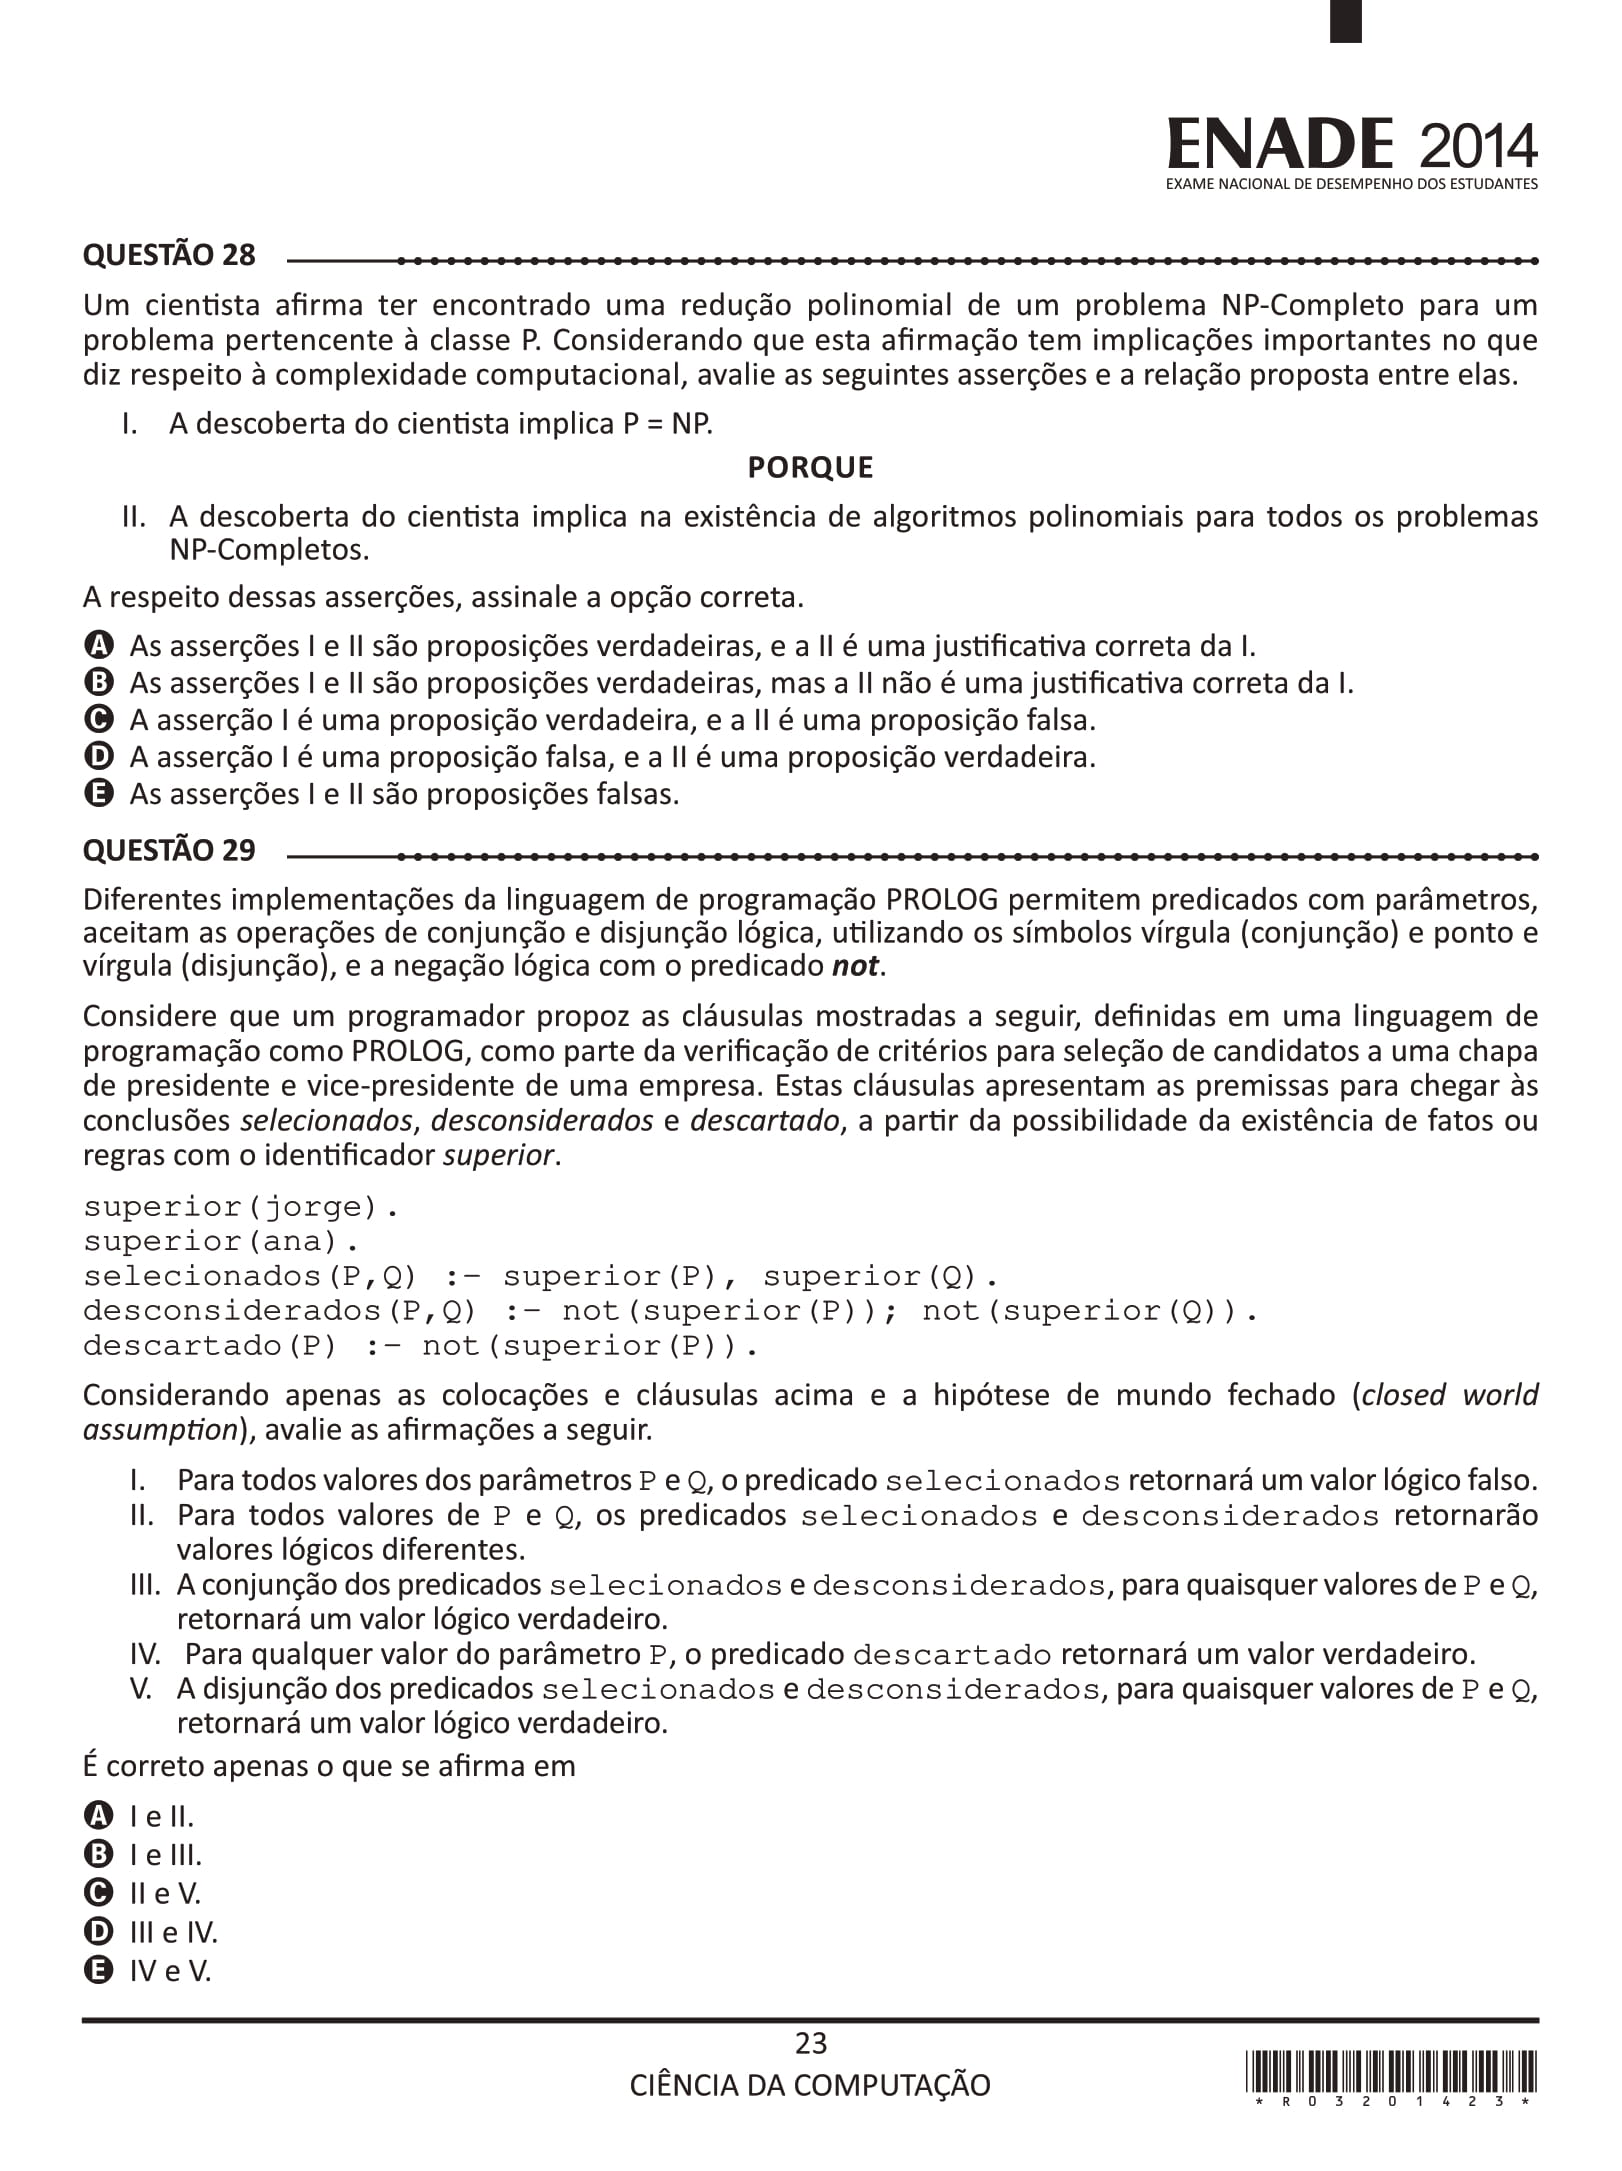 ENADE 2014
EXAME NACIONAL DE DESEMPENHO DOS ESTUDANTES
QUESTÃO 28
Um cientista afirma ter encontrado uma redução polinomial de um problema NP-Completo para um
problema pertencente à classe P. Considerando que esta afirmação tem implicações importantes no que
diz respeito à complexidade computacional, avalie as seguintes asserções e a relação proposta entre elas.
I. A descoberta do cientista implica P = NP.
PORQUE
II. A descoberta do cientista implica na existência de algoritmos polinomiais para todos os problemas
NP-Completos.
A respeito dessas asserções, assinale a opção correta.
A As asserções I e II são proposições verdadeiras, e a II é uma justificativa correta da I.
B As asserções I e II são proposições verdadeiras, mas a II não é uma justificativa correta da I.
C A asserção I é uma proposição verdadeira, e a II é uma proposição falsa.
D A asserção I é uma proposição falsa, e a II é uma proposição verdadeira.
E As asserções I e II são proposições falsas.
QUESTÃO 29
Diferentes implementações da linguagem de programação PROLOG permitem predicados com parâmetros,
aceitam as operações de conjunção e disjunção lógica, utilizando os símbolos vírgula (conjunção) e ponto e
vírgula (disjunção), e a negação lógica com o predicado not.
Considere que um programador propoz as cláusulas mostradas a seguir, definidas em uma linguagem de
programação como PROLOG, como parte da verificação de critérios para seleção de candidatos a uma chapa
de presidente e vice-presidente de uma empresa. Estas cláusulas apresentam as premissas para chegar às
conclusões selecionados, desconsiderados e descartado, a partir da possibilidade da existência de fatos ou
regras com o identificador superior.
superior(jorge).
superior(ana).
selecionados(P,Q) :- superior(P), superior(Q).
desconsiderados(P,Q) :- not(superior(P)); not(superior(Q)).
descartado(P) :- not(superior(P)).
Considerando apenas as colocações e cláusulas acima e a hipótese de mundo fechado (closed world
assumption), avalie as afirmações a seguir.
I. Para todos valores dos parâmetros P e Q, o predicado selecionados retornará um valor lógico falso.
II. Para todos valores de P e Q, os predicados selecionados e desconsiderados retornarão
valores lógicos diferentes.
III. A conjunção dos predicados selecionados e desconsiderados, para quaisquer valores de P e Q,
retornará um valor lógico verdadeiro.
IV. Para qualquer valor do parâmetro P, o predicado descartado retornará um valor verdadeiro.
V. A disjunção dos predicados selecionados e desconsiderados, para quaisquer valores de P e Q,
retornará um valor lógico verdadeiro.
É correto apenas o que se afirma em
A I e II.
B I e III.
C II e V.
D III e IV.
E IV e V.
23
CIÊNCIA DA COMPUTAÇÃO
*R03201423*